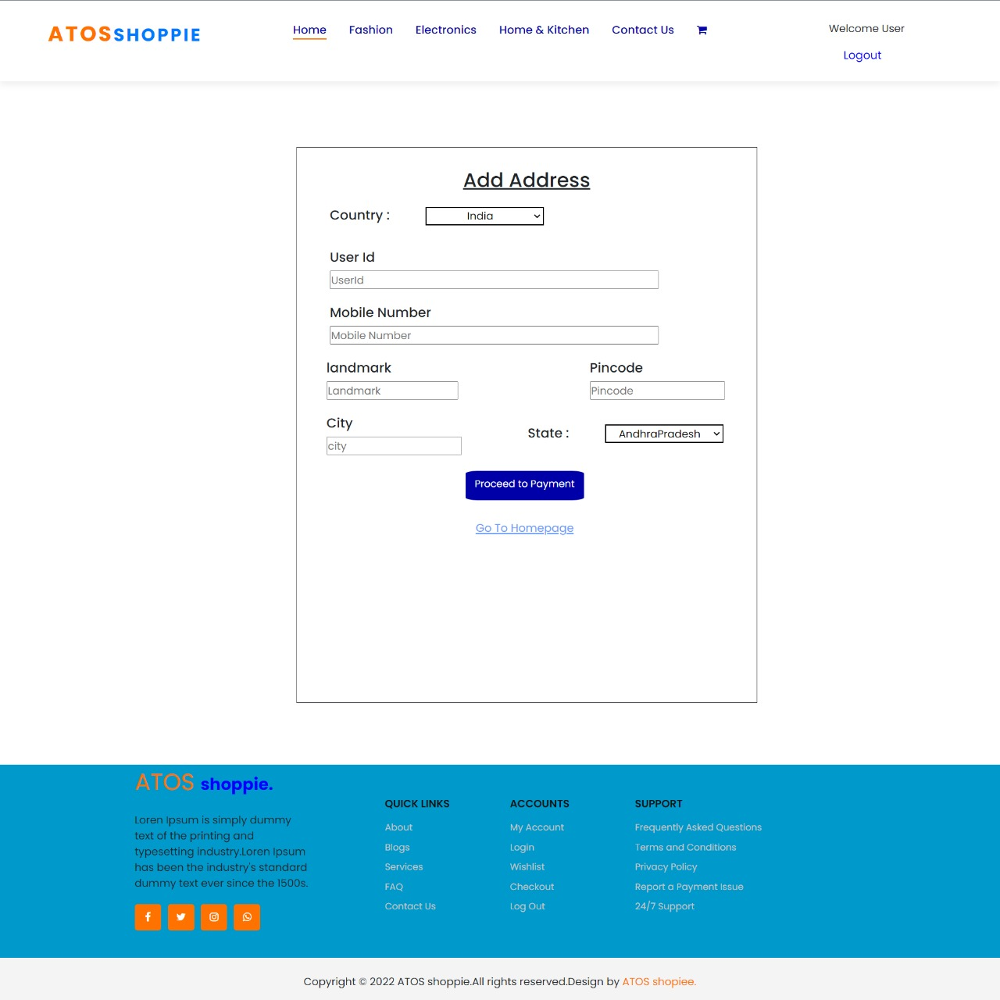 ATOSSHOPPIE
Home Fashion Electronics Home & Kitchen Contact Us
Welcome User
Logout
Add Address
Country : India
User Id
UserId
Mobile Number
Mobile Number
landmark Pincode
Landmark Pincode
City
State : AndhraPradesh
city
Proceed to Payment
Go To Homepage
ATOS shoppie.
Loren Ipsum is simply dummy
text of the printing and
typesetting industry.Loren Ipsum
has been the industry's standard
dummy text ever since the 1500s.
QUICK LINKS
About
Blogs
Services
FAQ
Contact Us
ACCOUNTS
My Account
Login
Wishlist
Checkout
Log Out
SUPPORT
Frequently Asked Questions
Terms and Conditions
Privacy Policy
Report a Payment Issue
24/7 Support
Copyright © 2022 ATOS shoppie.All rights reserved.Design by ATOS shopiee.